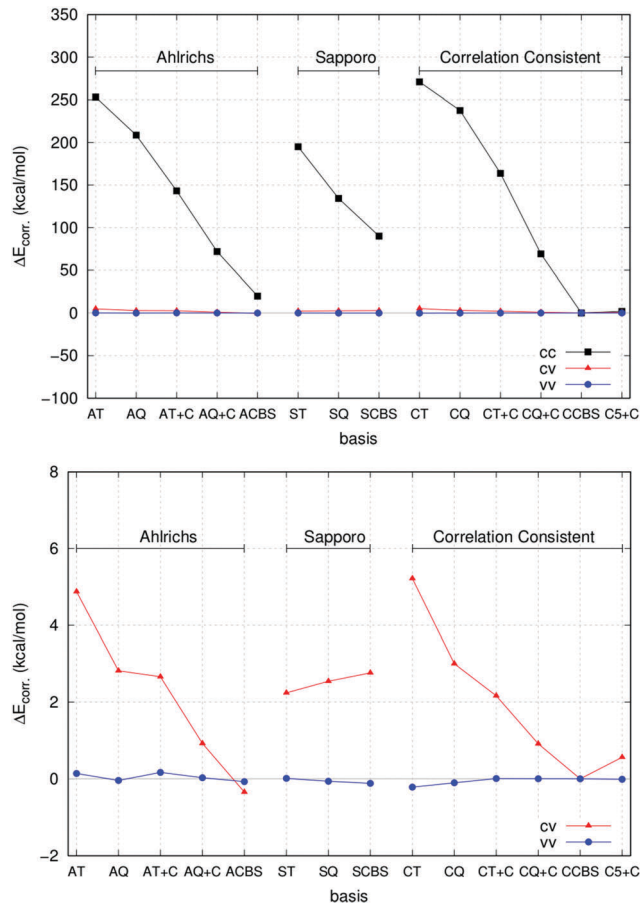 350
300
250
200
150
100
50
0
−50
−100
ΔEcorr. (kcal/mol)
Ahlrichs
Sapporo
Correlation Consistent
cc
cv
vv
AT AQ AT+C AQ+C ACBS ST SQ SCBS CT CQ CT+C CQ+C CCBS C5+C
basis
8
6
4
2
0
−2
ΔEcorr. (kcal/mol)
Ahlrichs
Sapporo
Correlation Consistent
cv
vv
AT AQ AT+C AQ+C ACBS ST SQ SCBS CT CQ CT+C CQ+C CCBS C5+C
basis